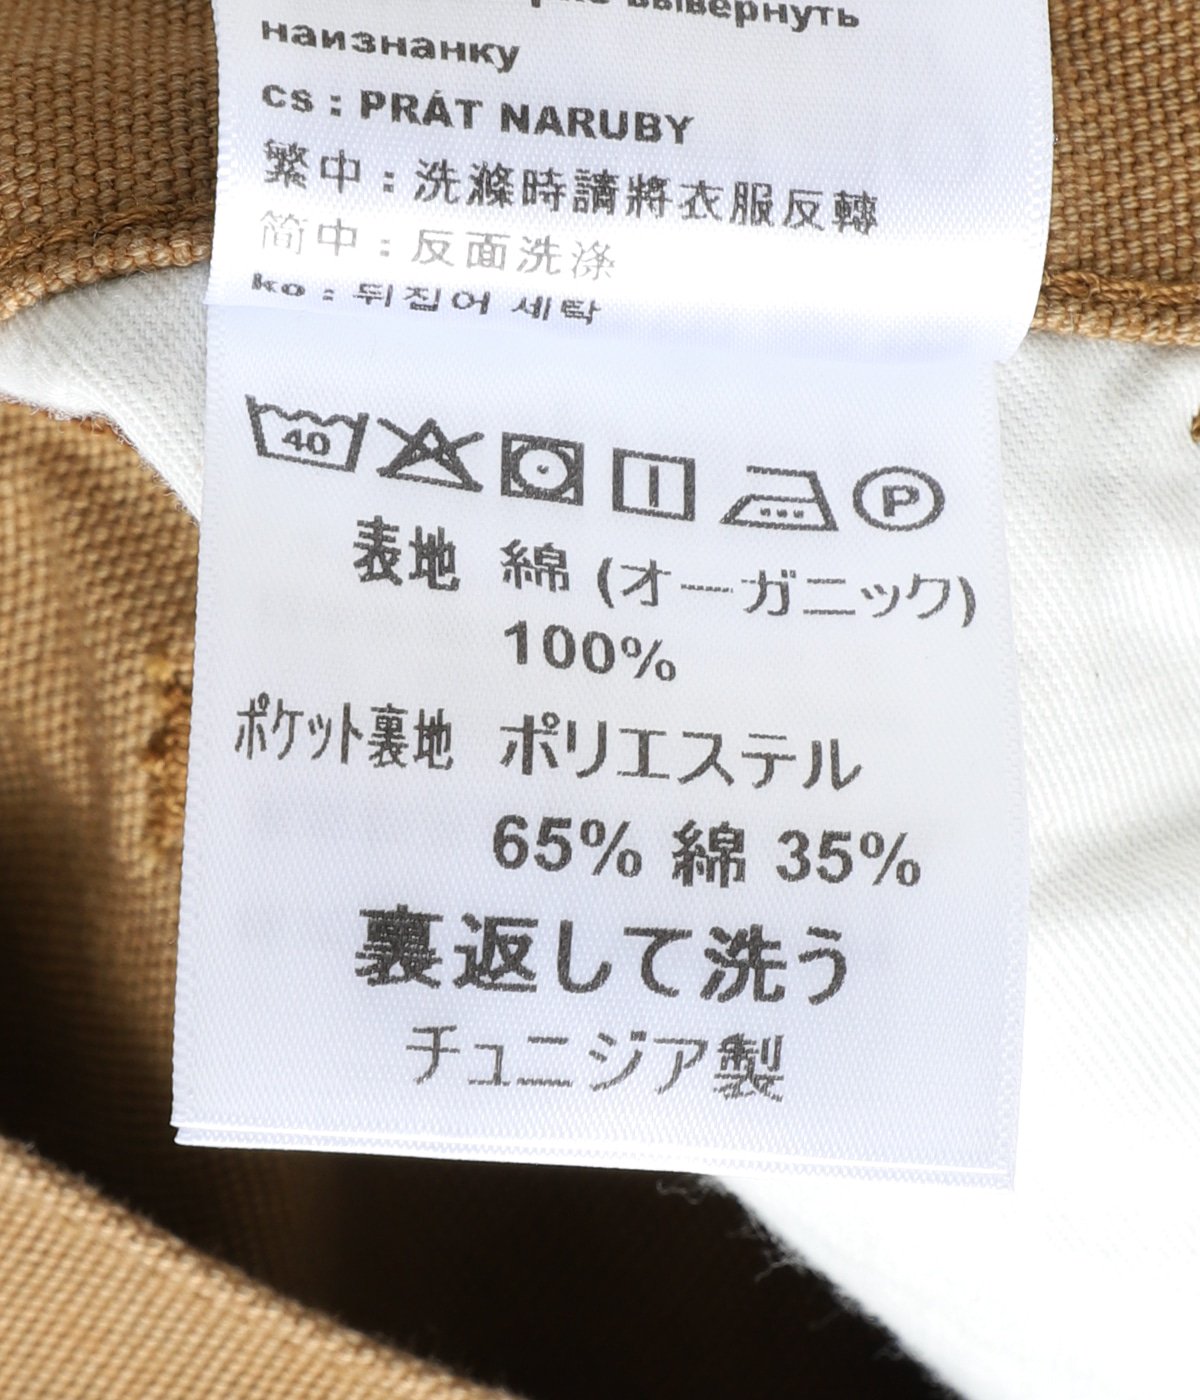 вывернуть
наизнанку
cs : PRÁT NARUBY
繁中 : 洗滌時請將衣服反轉
简中 : 反面洗涤
ko : 뒤집어 세탁
40 P
表地 綿 (オーガニック)
100%
ポケット裏地 ポリエステル
65% 綿 35%
裏返して洗う
チュニジア製